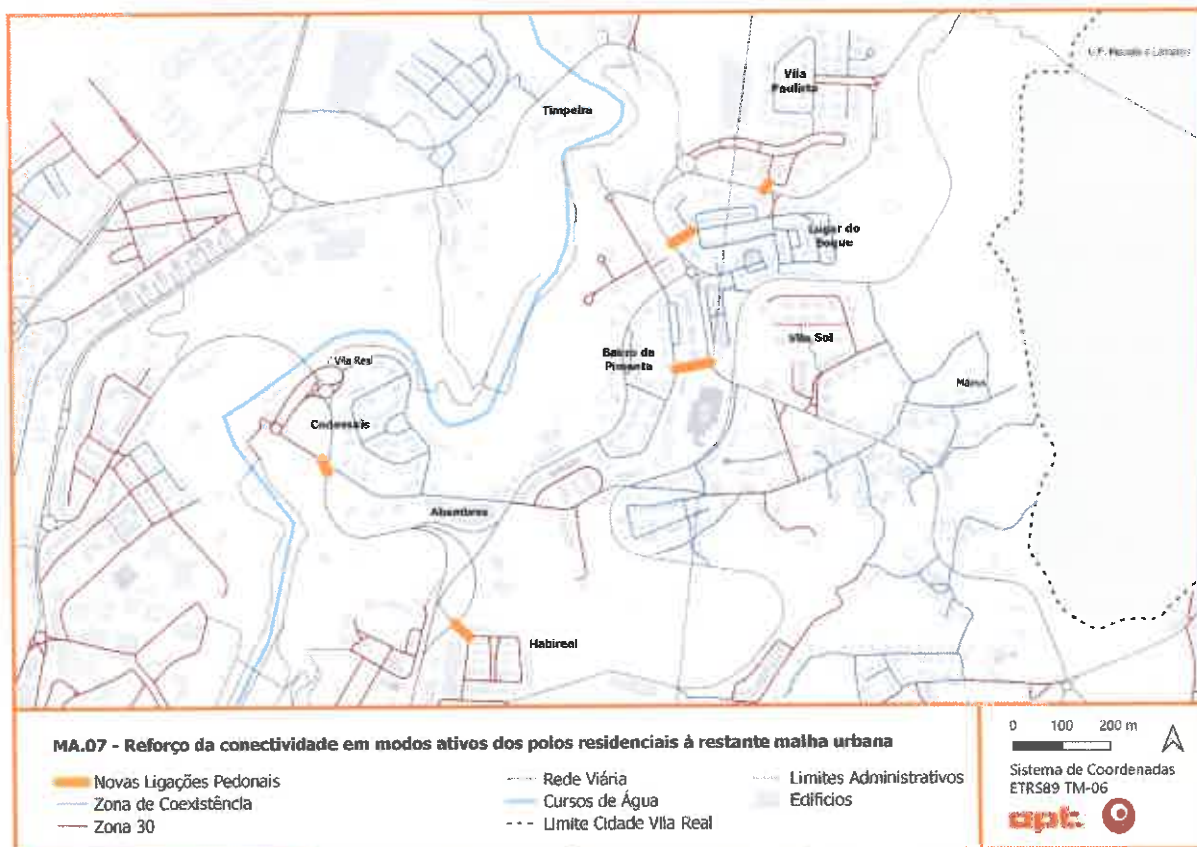 Timpeira
Vila
Paulista
Lugar do
Boque
Vila Sol
Bairro da
Pimenta
Mateus
Vila Real
Codessais
Abambres
Habireal
MA.07 - Reforço da conectividade em modos ativos dos polos residenciais à restante malha urbana
Novas Ligações Pedonais
Zona de Coexistência
Zona 30
Rede Viária
Cursos de Água
Limite Cidade Vila Real
Limites Administrativos
Edifícios
0 100 200 m
Sistema de Coordenadas
ETRS89 TM-06
apt